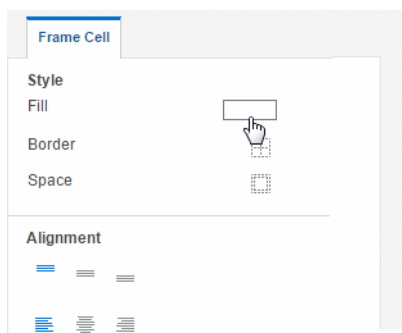 Frame Cell
Style
Fill
Border
Space
Alignment